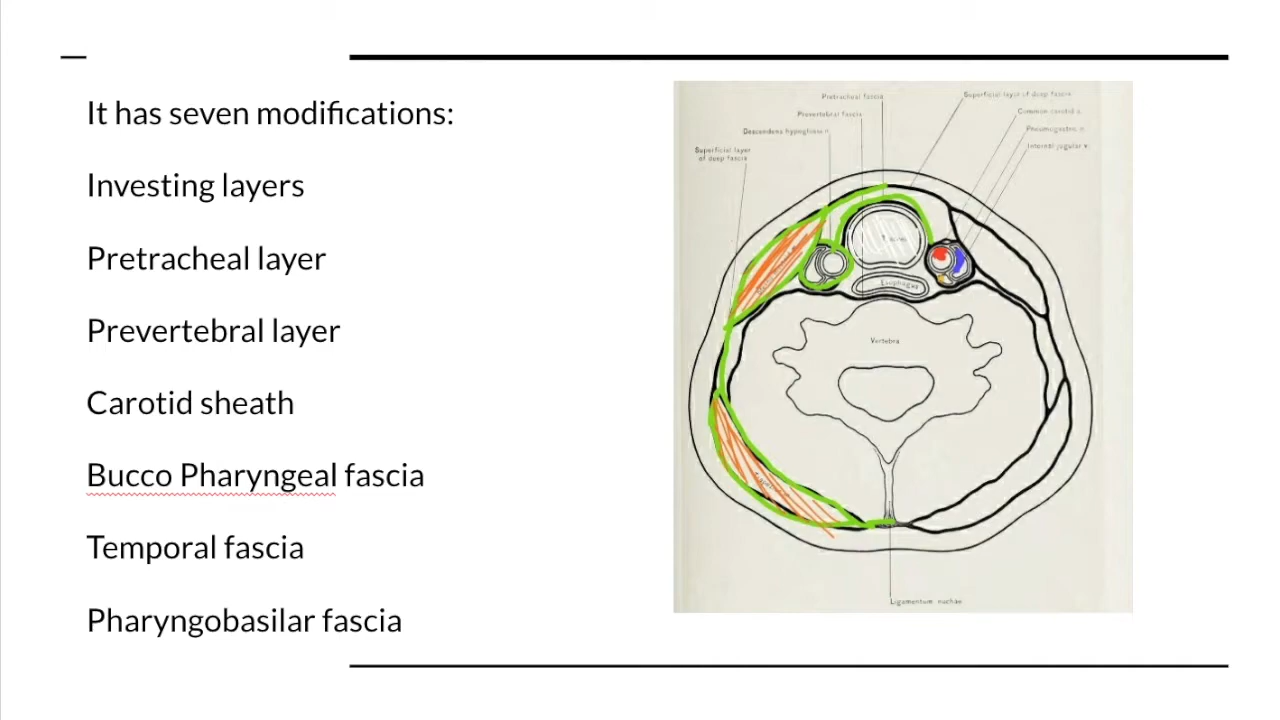 It has seven modifications:
Investing layers
Pretracheal layer
Prevertebral layer
Carotid sheath
Bucco Pharyngeal fascia
Temporal fascia
Pharyngobasilar fascia
Pretracheal fascia
Prevertebral fascia
Descendens hypoglossi n.
Superficial layer
of deep fascia
Superficial layer of deep fascia
Common carotid a.
Pneumogastric n.
Internal jugular v.
Esophagus
Vertebra
Ligamentum nuchae